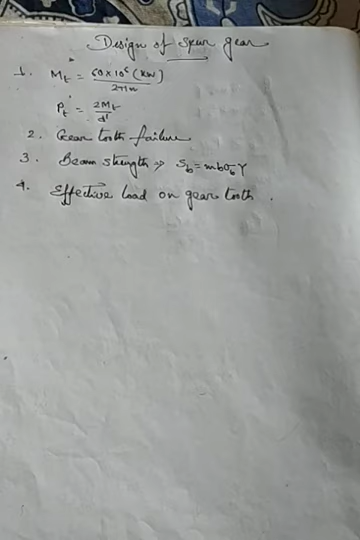 Design of spur gear
1. Mt = 60×10⁶ (KW) / 2πn
Pt = 2Mt / d'
2. Gear tooth failure
3. Beam strength ⇒ Sb = mbσbY
4. Effective load on gear tooth .